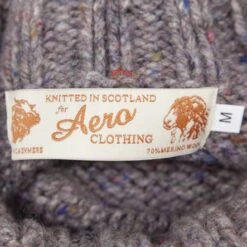 KNITTED IN SCOTLAND
for
Aero
CLOTHING
CASHMERE
70% MERINO WOOL
M